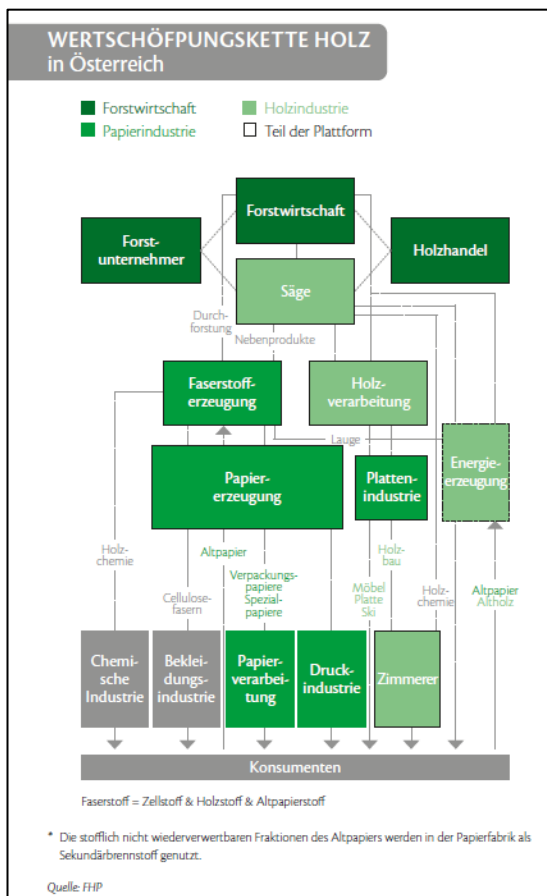 WERTSCHÖFPUNGSKETTE HOLZ
in Österreich
Forstwirtschaft
Holzindustrie
Papierindustrie
Teil der Plattform
Forstwirtschaft
Forst-
unternehmer
Holzhandel
Säge
Durch-
forstung
Nebenprodukte
Faserstoff-
erzeugung
Holz-
verarbeitung
Lauge
Energie-
erzeugung
Papier-
erzeugung
Platten-
industrie
Holz-
chemie
Altpapier
Cellulose-
fasern
Verpackungs-
papiere
Spezial-
papiere
Holz-
bau
Möbel
Platte
Ski
Holz-
chemie
Altpapier
Altholz
Chemi-
sche
Industrie
Beklei-
dungs-
industrie
Papier-
verarbei-
tung
Druck-
industrie
Zimmerer
Konsumenten
Faserstoff = Zellstoff & Holzstoff & Altpapierstoff
* Die stofflich nicht wiederverwertbaren Fraktionen des Altpapiers werden in der Papierfabrik als
Sekundärbrennstoff genutzt.
Quelle: FHP